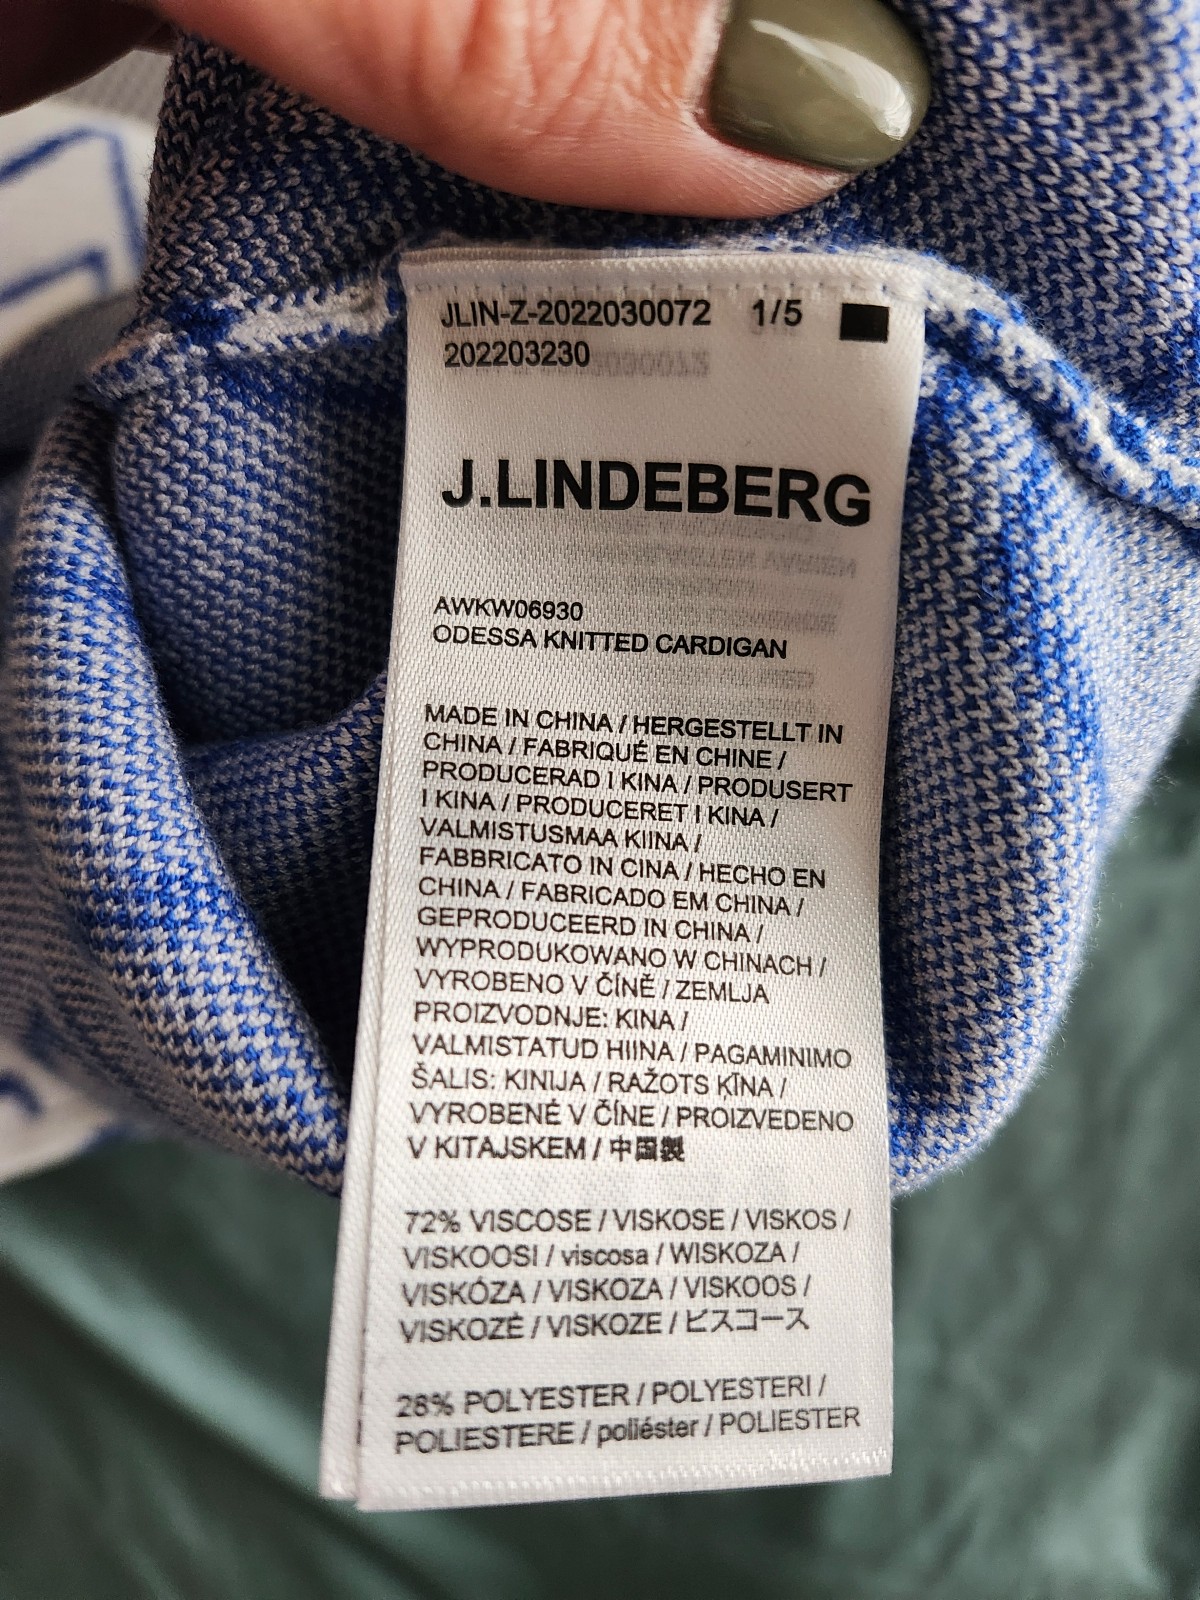 JLIN-Z-2022030072 1/5
202203230
J.LINDEBERG
AWKW06930
ODESSA KNITTED CARDIGAN
MADE IN CHINA / HERGESTELLT IN
CHINA / FABRIQUÉ EN CHINE /
PRODUCERAD I KINA / PRODUSERT
I KINA / PRODUCERET I KINA /
VALMISTUSMAA KIINA /
FABBRICATO IN CINA / HECHO EN
CHINA / FABRICADO EM CHINA /
GEPRODUCEERD IN CHINA /
WYPRODUKOWANO W CHINACH /
VYROBENO V ČÍNĚ / ZEMLJA
PROIZVODNJE: KINA /
VALMISTATUD HIINA / PAGAMINIMO
ŠALIS: KINIJA / RAŽOTS ĶĪNA /
VYROBENÉ V ČÍNE / PROIZVEDENO
V KITAJSKEM / 中国製
72% VISCOSE / VISKOSE / VISKOS /
VISKOOSI / viscosa / WISKOZA /
VISKÓZA / VISKOZA / VISKOOS /
VISKOZĖ / VISKOZE / ビスコース
28% POLYESTER / POLYESTERI /
POLIESTERE / poliéster / POLIESTER